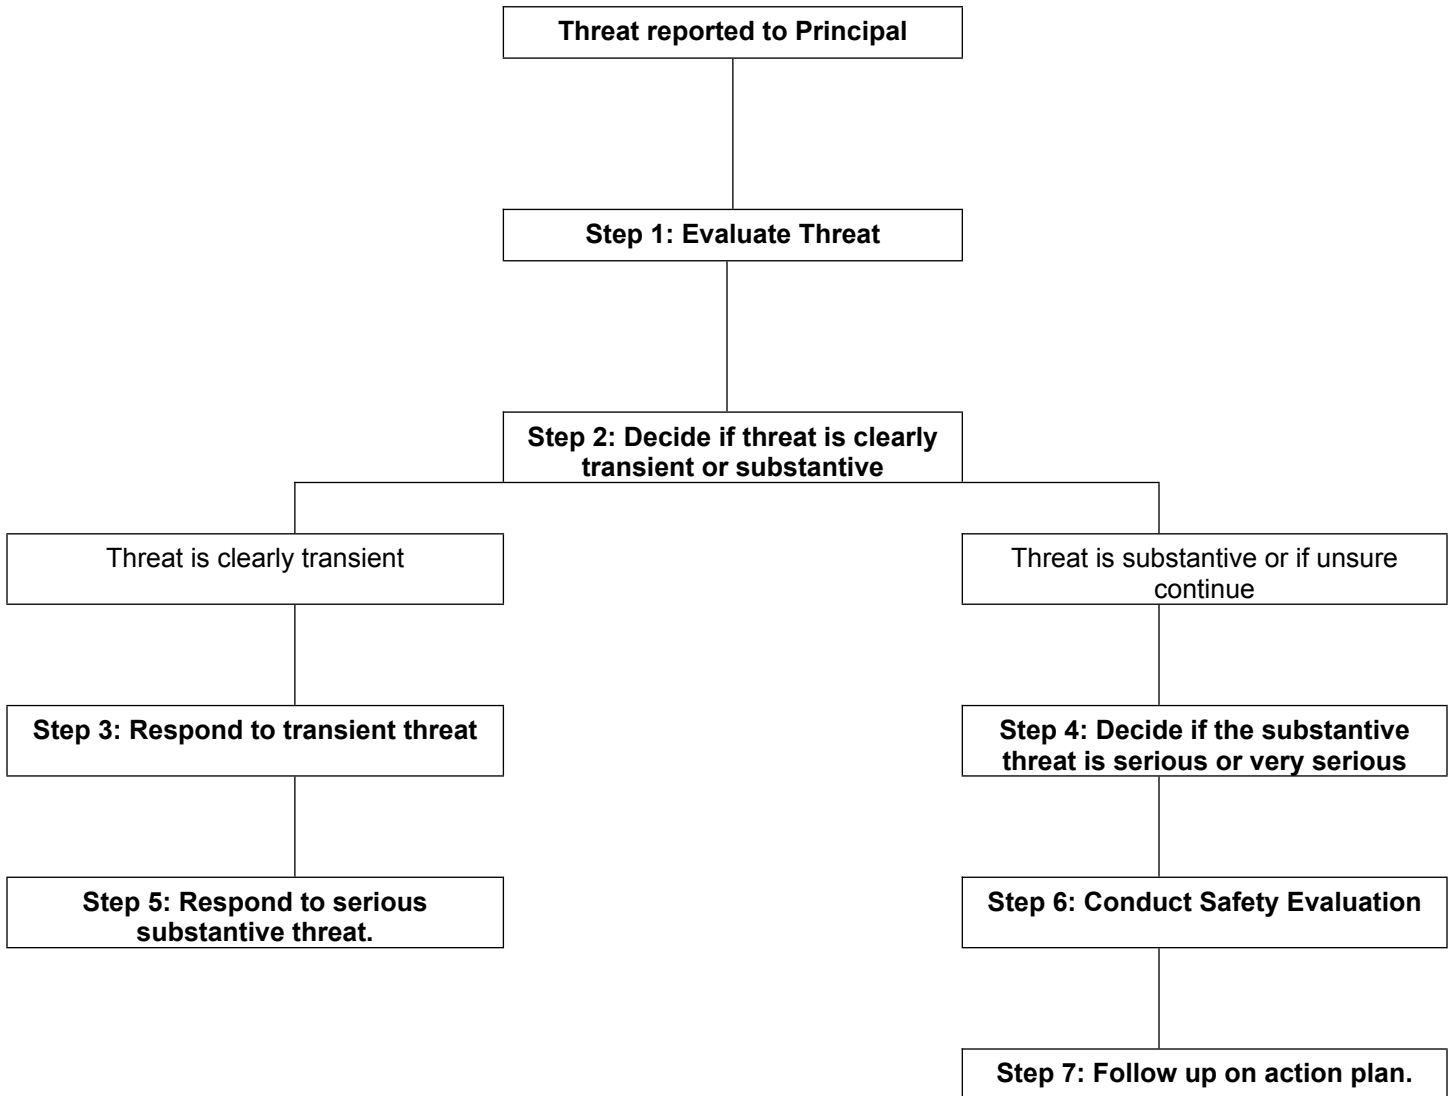 Threat reported to Principal
Step 1: Evaluate Threat
Step 2: Decide if threat is clearly
transient or substantive
Threat is clearly transient
Threat is substantive or if unsure
continue
Step 3: Respond to transient threat
Step 4: Decide if the substantive
threat is serious or very serious
Step 5: Respond to serious
substantive threat.
Step 6: Conduct Safety Evaluation
Step 7: Follow up on action plan.